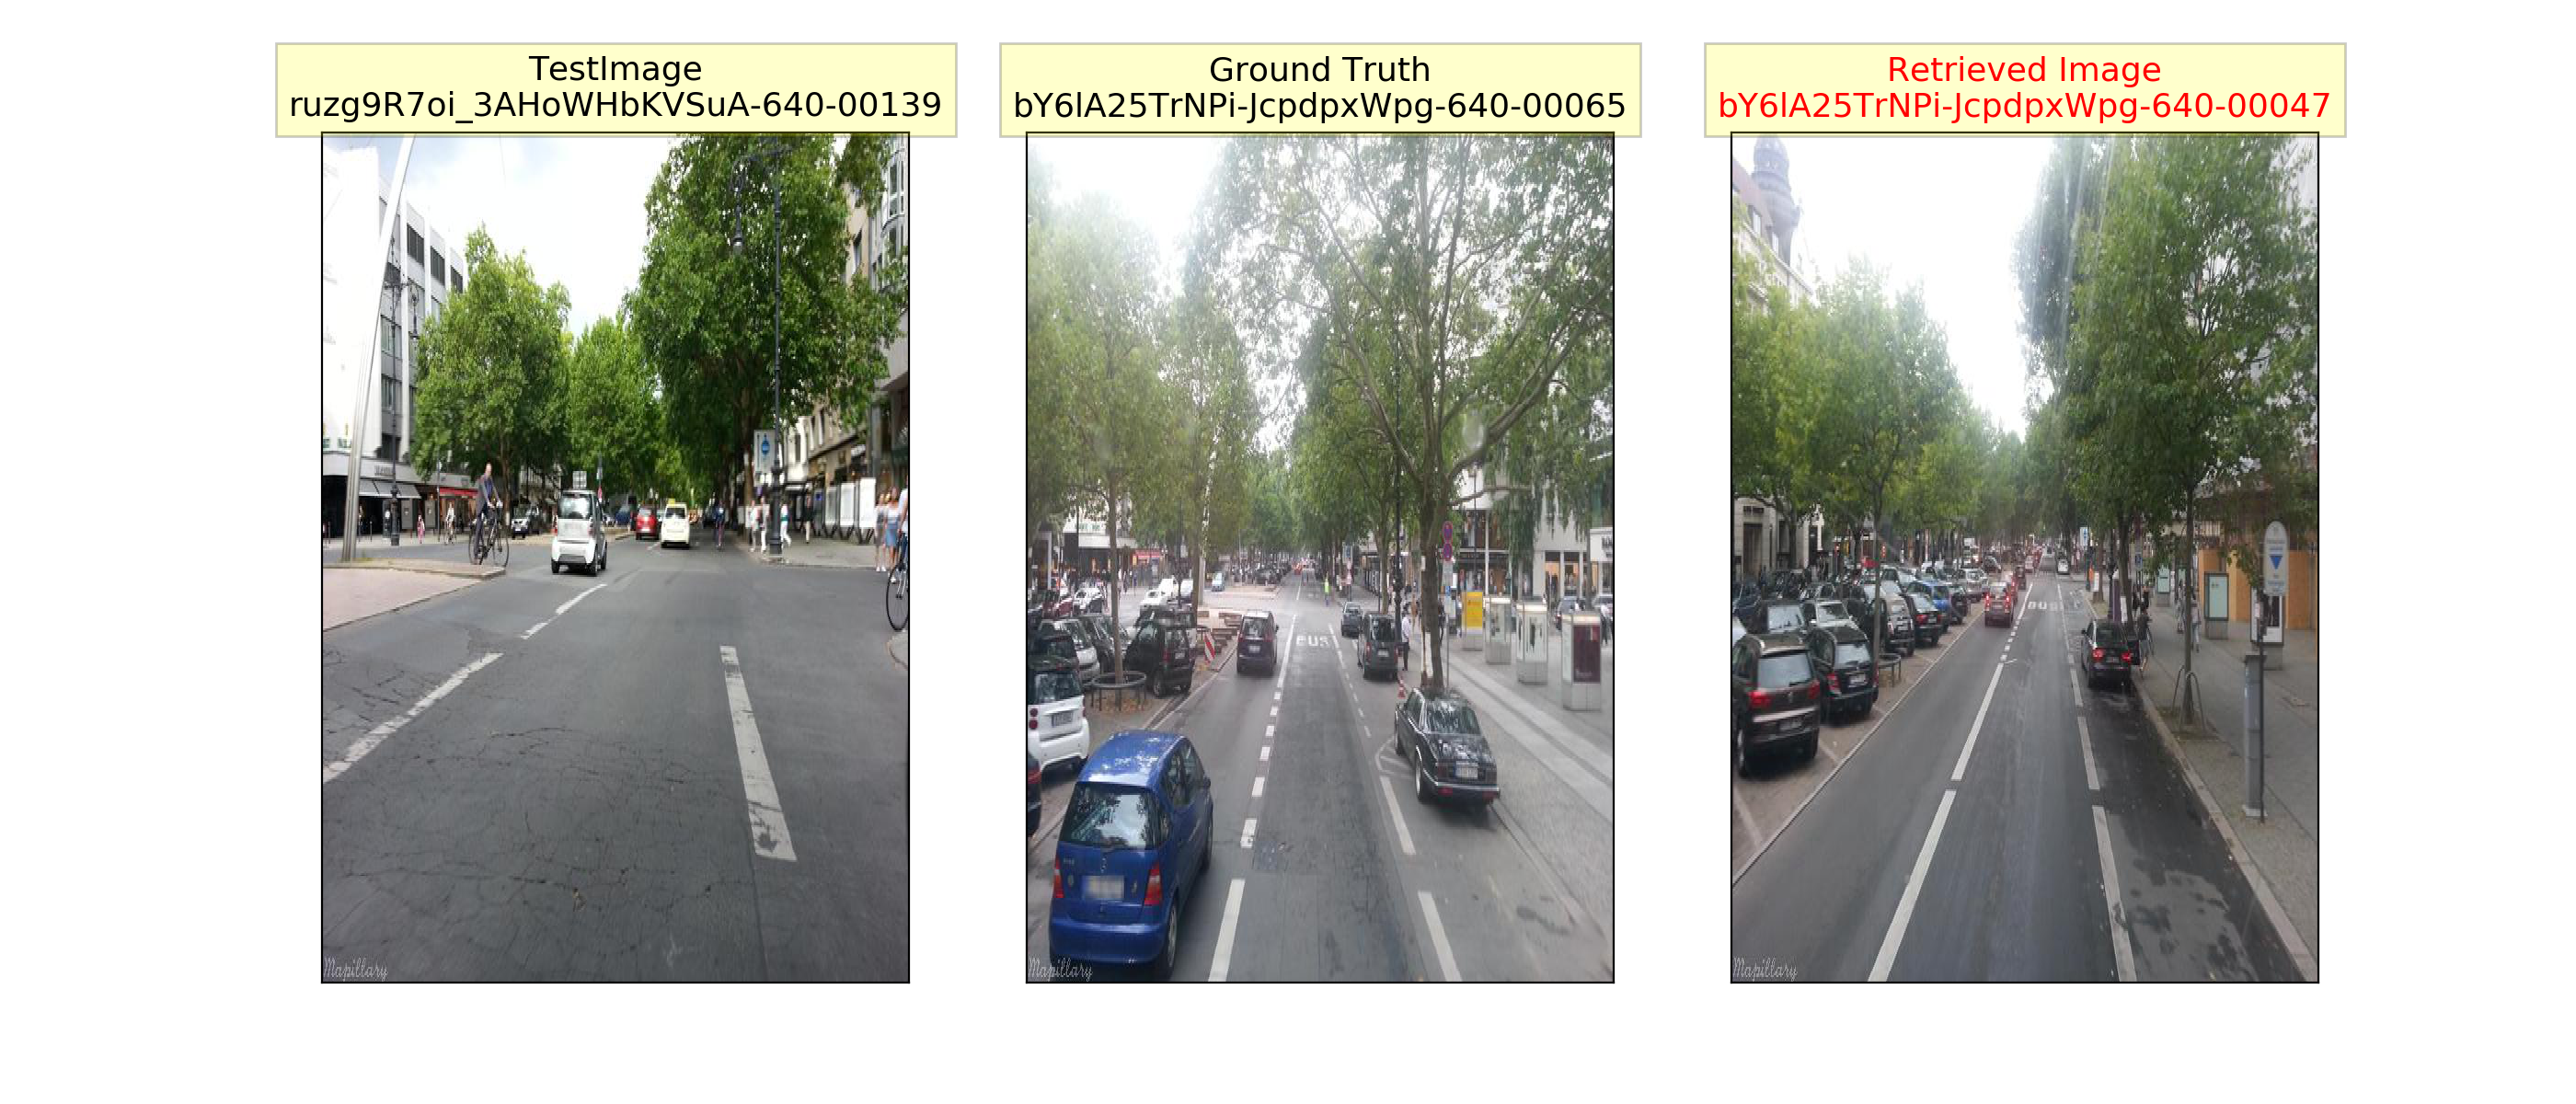 TestImage
ruzg9R7oi_3AHoWHbKVSuA-640-00139
Ground Truth
bY6lA25TrNPi-JcpdpxWpg-640-00065
Retrieved Image
bY6lA25TrNPi-JcpdpxWpg-640-00047
BUS
BUS
Mapillary
Mapillary
Mapillary